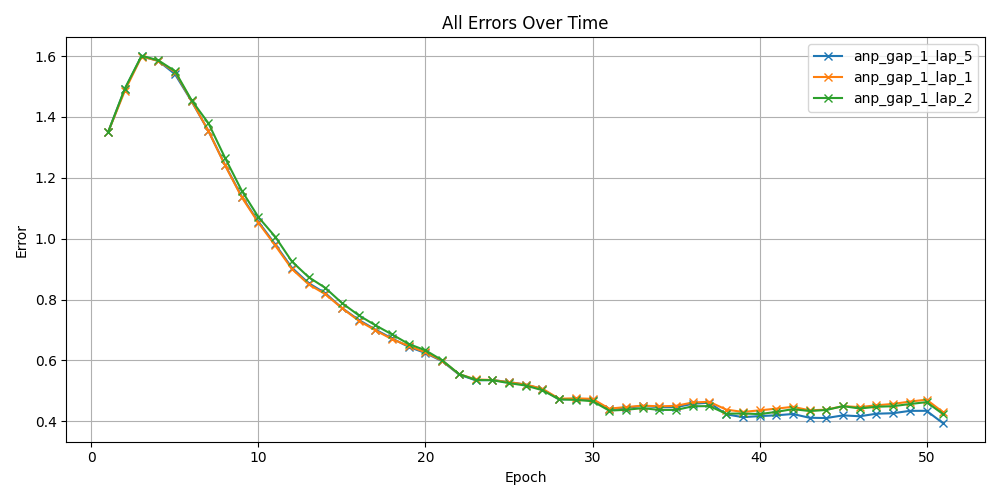 All Errors Over Time
anp_gap_1_lap_5
anp_gap_1_lap_1
anp_gap_1_lap_2
Error
1.6
1.4
1.2
1.0
0.8
0.6
0.4
0 10 20 30 40 50
Epoch